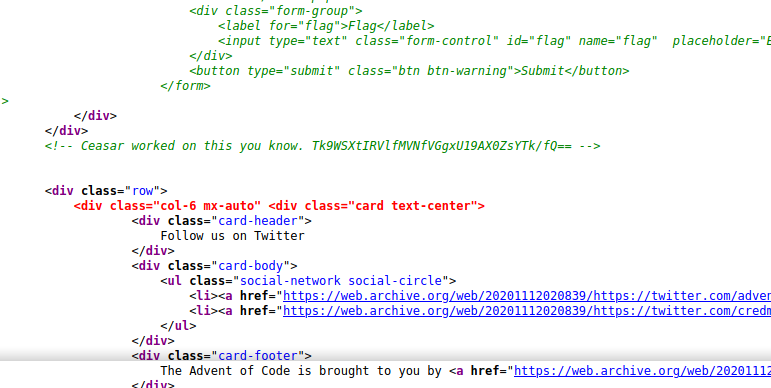 <div class="form-group">
<label for="flag">Flag</label>
<input type="text" class="form-control" id="flag" name="flag"  placeholder="E
</div>
<button type="submit" class="btn btn-warning">Submit</button>
</form>
>
</div>
</div>
<!-- Ceasar worked on this you know. Tk9WSXtIRVlfMVNfVGgxU19AX0ZsYTk/fQ== -->
<div class="row">
<div class="col-6 mx-auto" <div class="card text-center">
<div class="card-header">
Follow us on Twitter
</div>
<div class="card-body">
<ul class="social-network social-circle">
<li><a href="https://web.archive.org/web/20201112020839/https://twitter.com/adven
<li><a href="https://web.archive.org/web/20201112020839/https://twitter.com/credm
</ul>
</div>
<div class="card-footer">
The Advent of Code is brought to you by <a href="https://web.archive.org/web/20201112
</div>